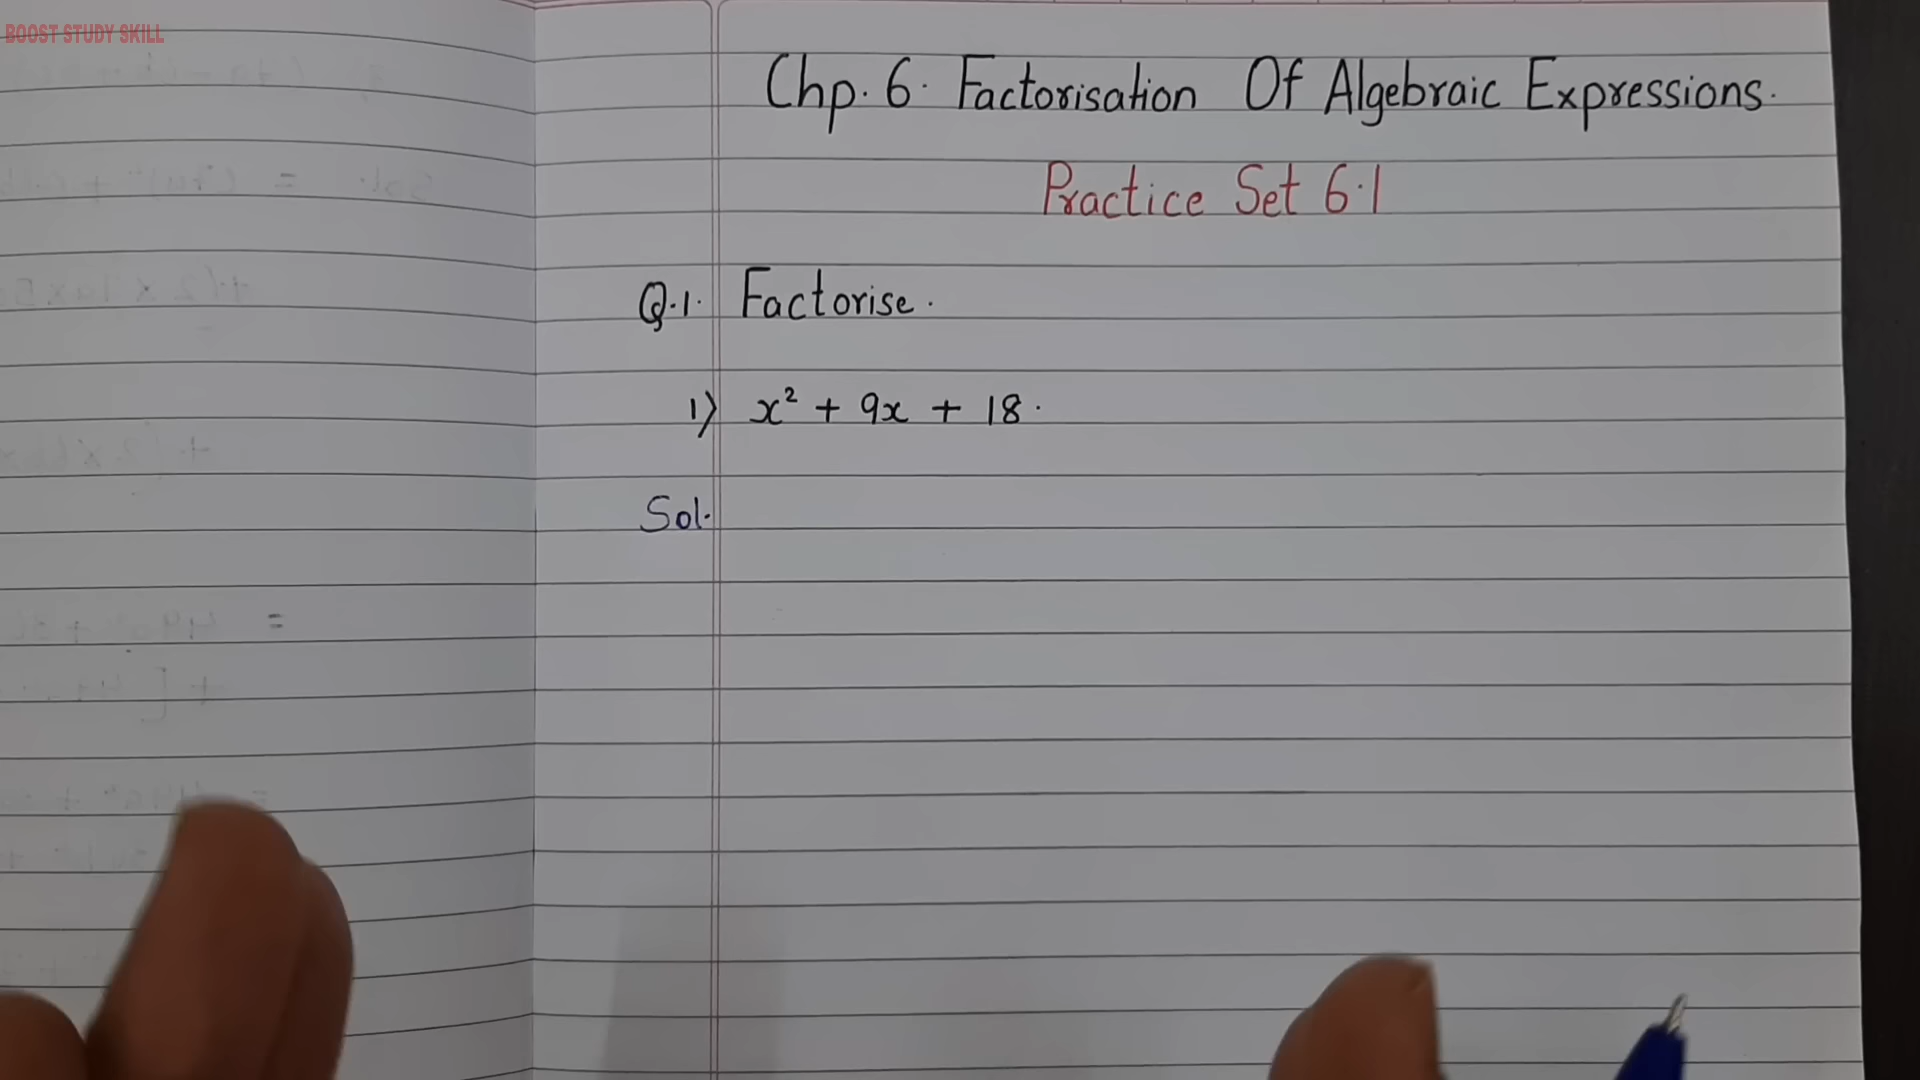 BOOST STUDY SKILL
Chp. 6. Factorisation Of Algebraic Expressions.
Practice Set 6.1
Q.1. Factorise.
1) x² + 9x + 18.
Sol.